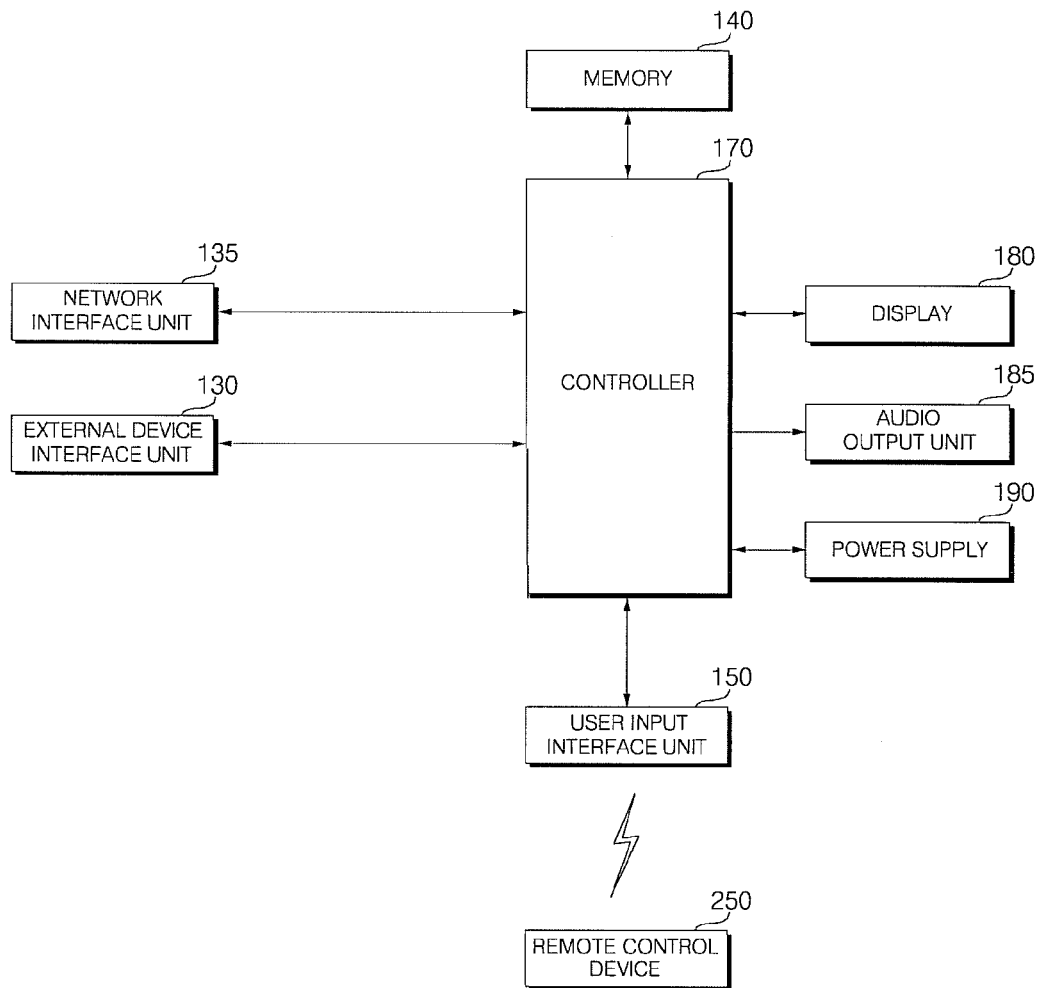 140
MEMORY
170
CONTROLLER
135
NETWORK
INTERFACE UNIT
130
EXTERNAL DEVICE
INTERFACE UNIT
180
DISPLAY
185
AUDIO
OUTPUT UNIT
190
POWER SUPPLY
150
USER INPUT
INTERFACE UNIT
250
REMOTE CONTROL
DEVICE